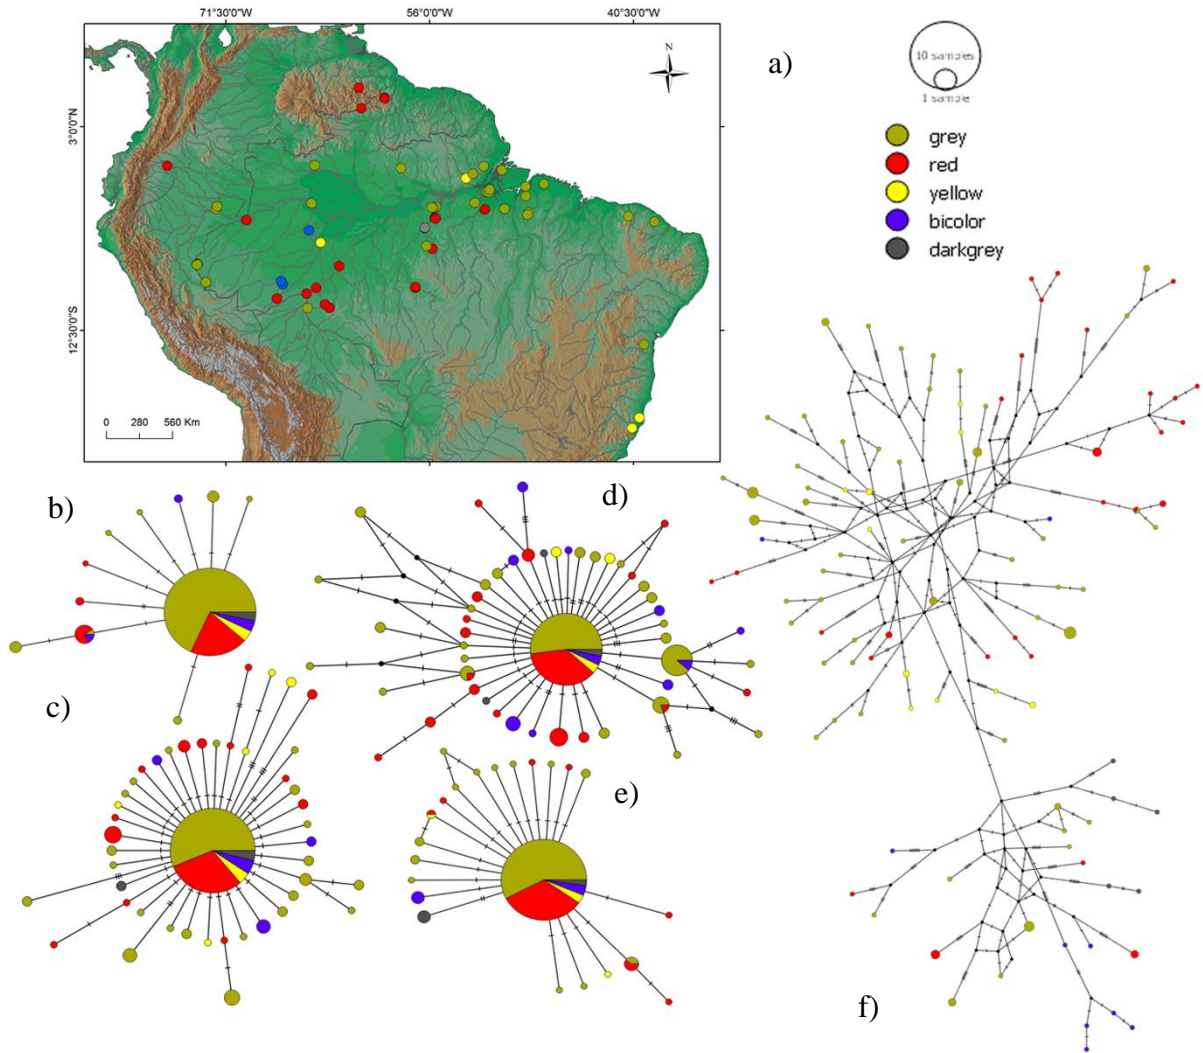 71°30'0"W 56°0'0"W 40°30'0"W
N
a)
10 samples
1 sample
3°0'0"N
grey
red
yellow
bicolor
darkgrey
12°30'0"S
0 280 560 Km
b)
d)
c)
e)
f)